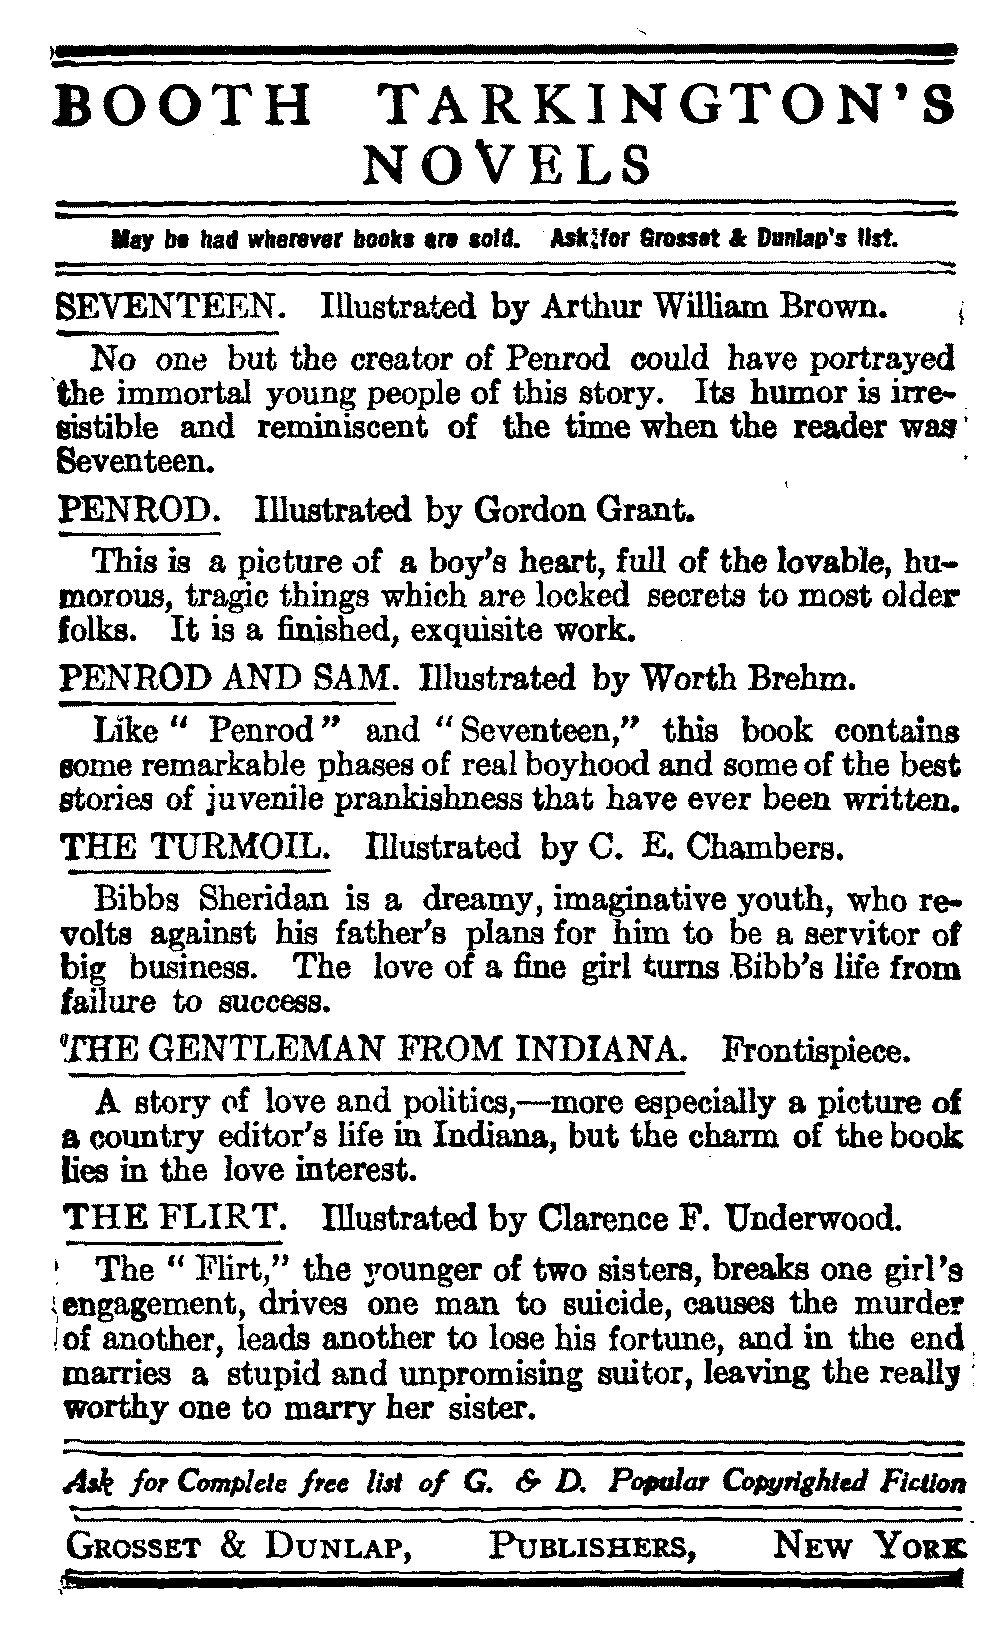 BOOTH TARKINGTON'S
NOVELS
May be had wherever books are sold. Ask for Grosset & Dunlap's list.
SEVENTEEN. Illustrated by Arthur William Brown.
No one but the creator of Penrod could have portrayed
the immortal young people of this story. Its humor is irre-
sistible and reminiscent of the time when the reader was
Seventeen.
PENROD. Illustrated by Gordon Grant.
This is a picture of a boy's heart, full of the lovable, hu-
morous, tragic things which are locked secrets to most older
folks. It is a finished, exquisite work.
PENROD AND SAM. Illustrated by Worth Brehm.
Like " Penrod " and " Seventeen," this book contains
some remarkable phases of real boyhood and some of the best
stories of juvenile prankishness that have ever been written.
THE TURMOIL. Illustrated by C. E. Chambers.
Bibbs Sheridan is a dreamy, imaginative youth, who re-
volts against his father's plans for him to be a servitor of
big business. The love of a fine girl turns Bibb's life from
failure to success.
THE GENTLEMAN FROM INDIANA. Frontispiece.
A story of love and politics,—more especially a picture of
a country editor's life in Indiana, but the charm of the book
lies in the love interest.
THE FLIRT. Illustrated by Clarence F. Underwood.
The " Flirt," the younger of two sisters, breaks one girl's
engagement, drives one man to suicide, causes the murder
of another, leads another to lose his fortune, and in the end
marries a stupid and unpromising suitor, leaving the really
worthy one to marry her sister.
Ask for Complete free list of G. & D. Popular Copyrighted Fiction
GROSSET & DUNLAP, PUBLISHERS, NEW YORK